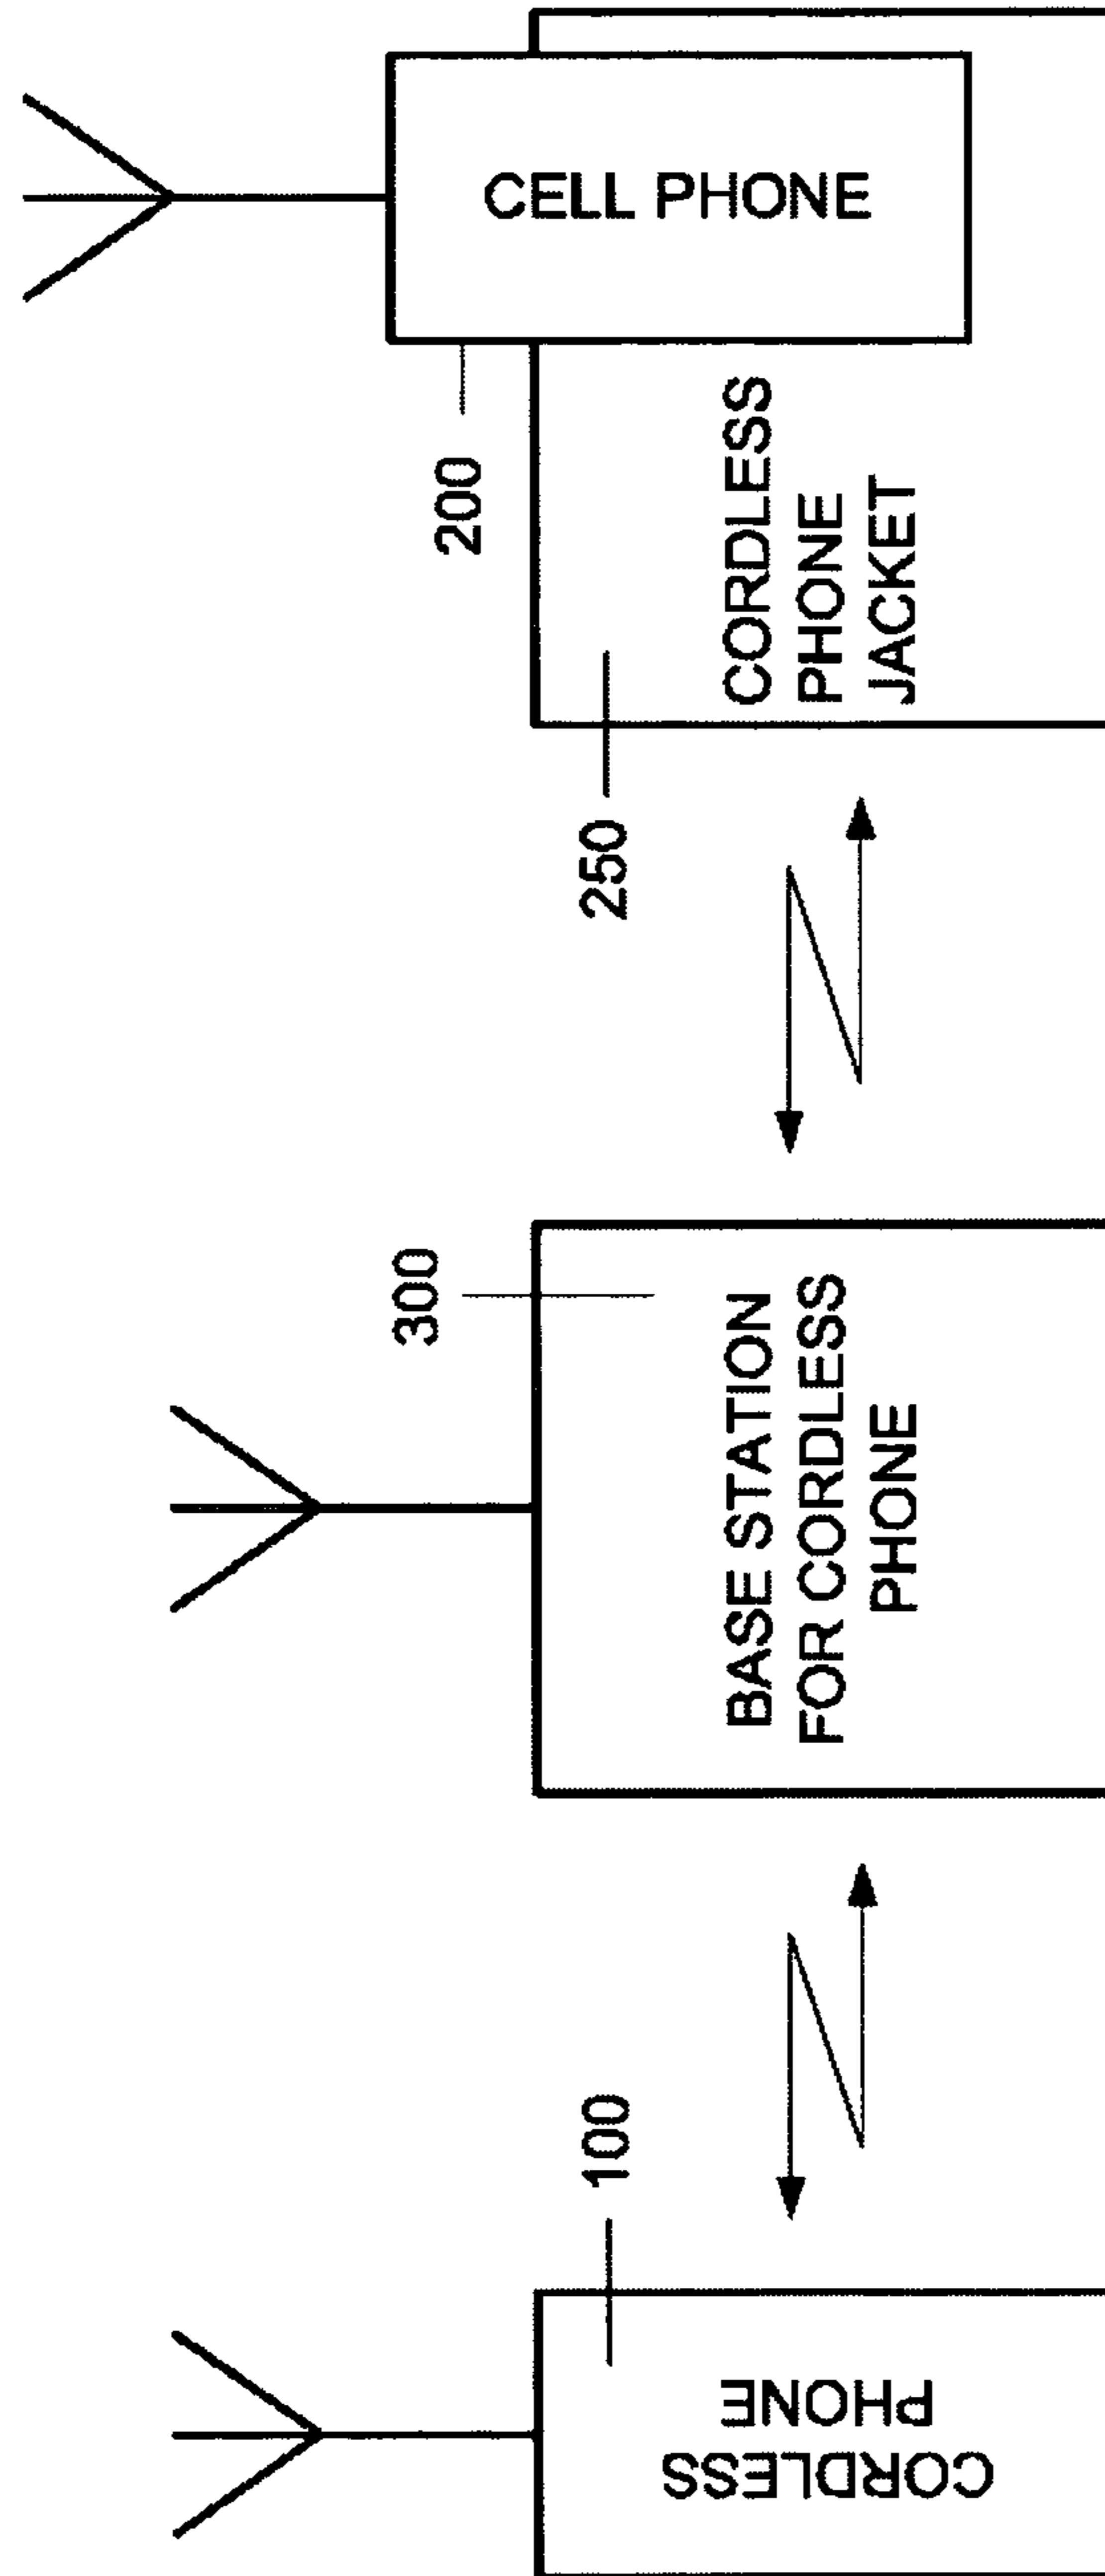 CORDLESS
PHONE
100
BASE STATION
FOR CORDLESS
PHONE
300
CORDLESS
PHONE
JACKET
250
CELL PHONE
200